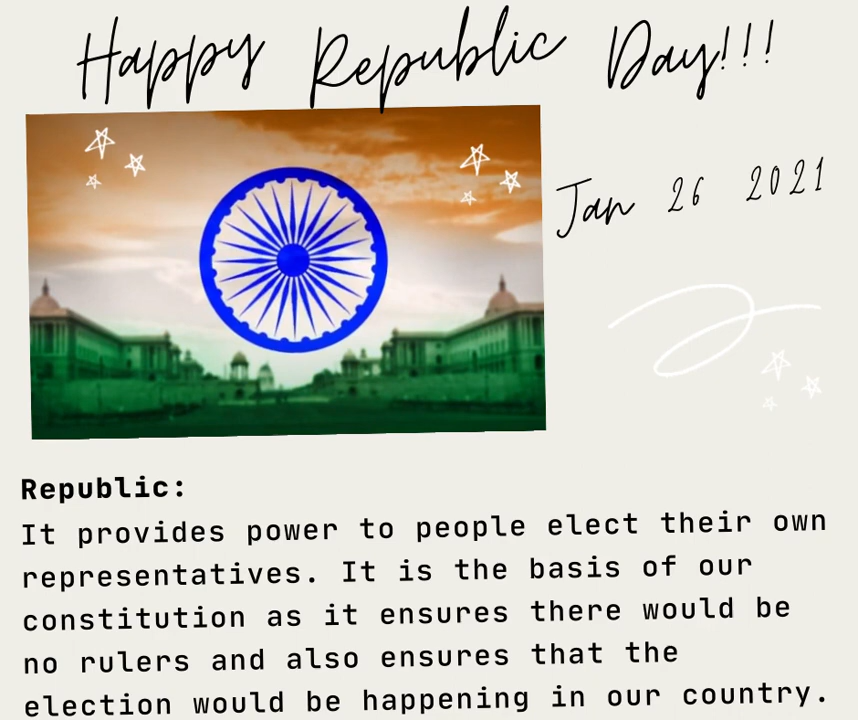 Happy Republic Day!!!
Jan 26 2021
Republic:
It provides power to people elect their own
representatives. It is the basis of our
constitution as it ensures there would be
no rulers and also ensures that the
election would be happening in our country.